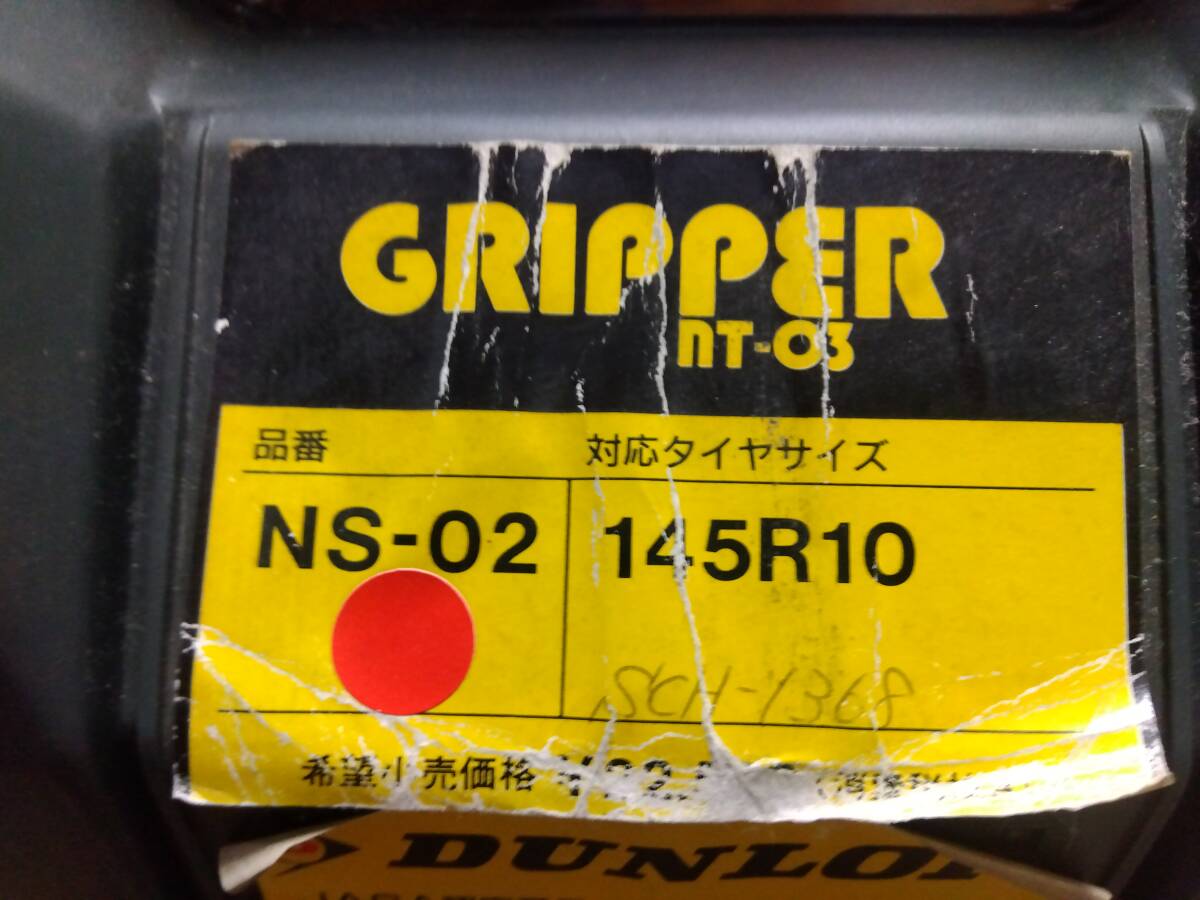 GRIPPER
NT-03
品番 対応タイヤサイズ
NS-02 145R10
SCH-1368
希望小売価格
DUNLOP